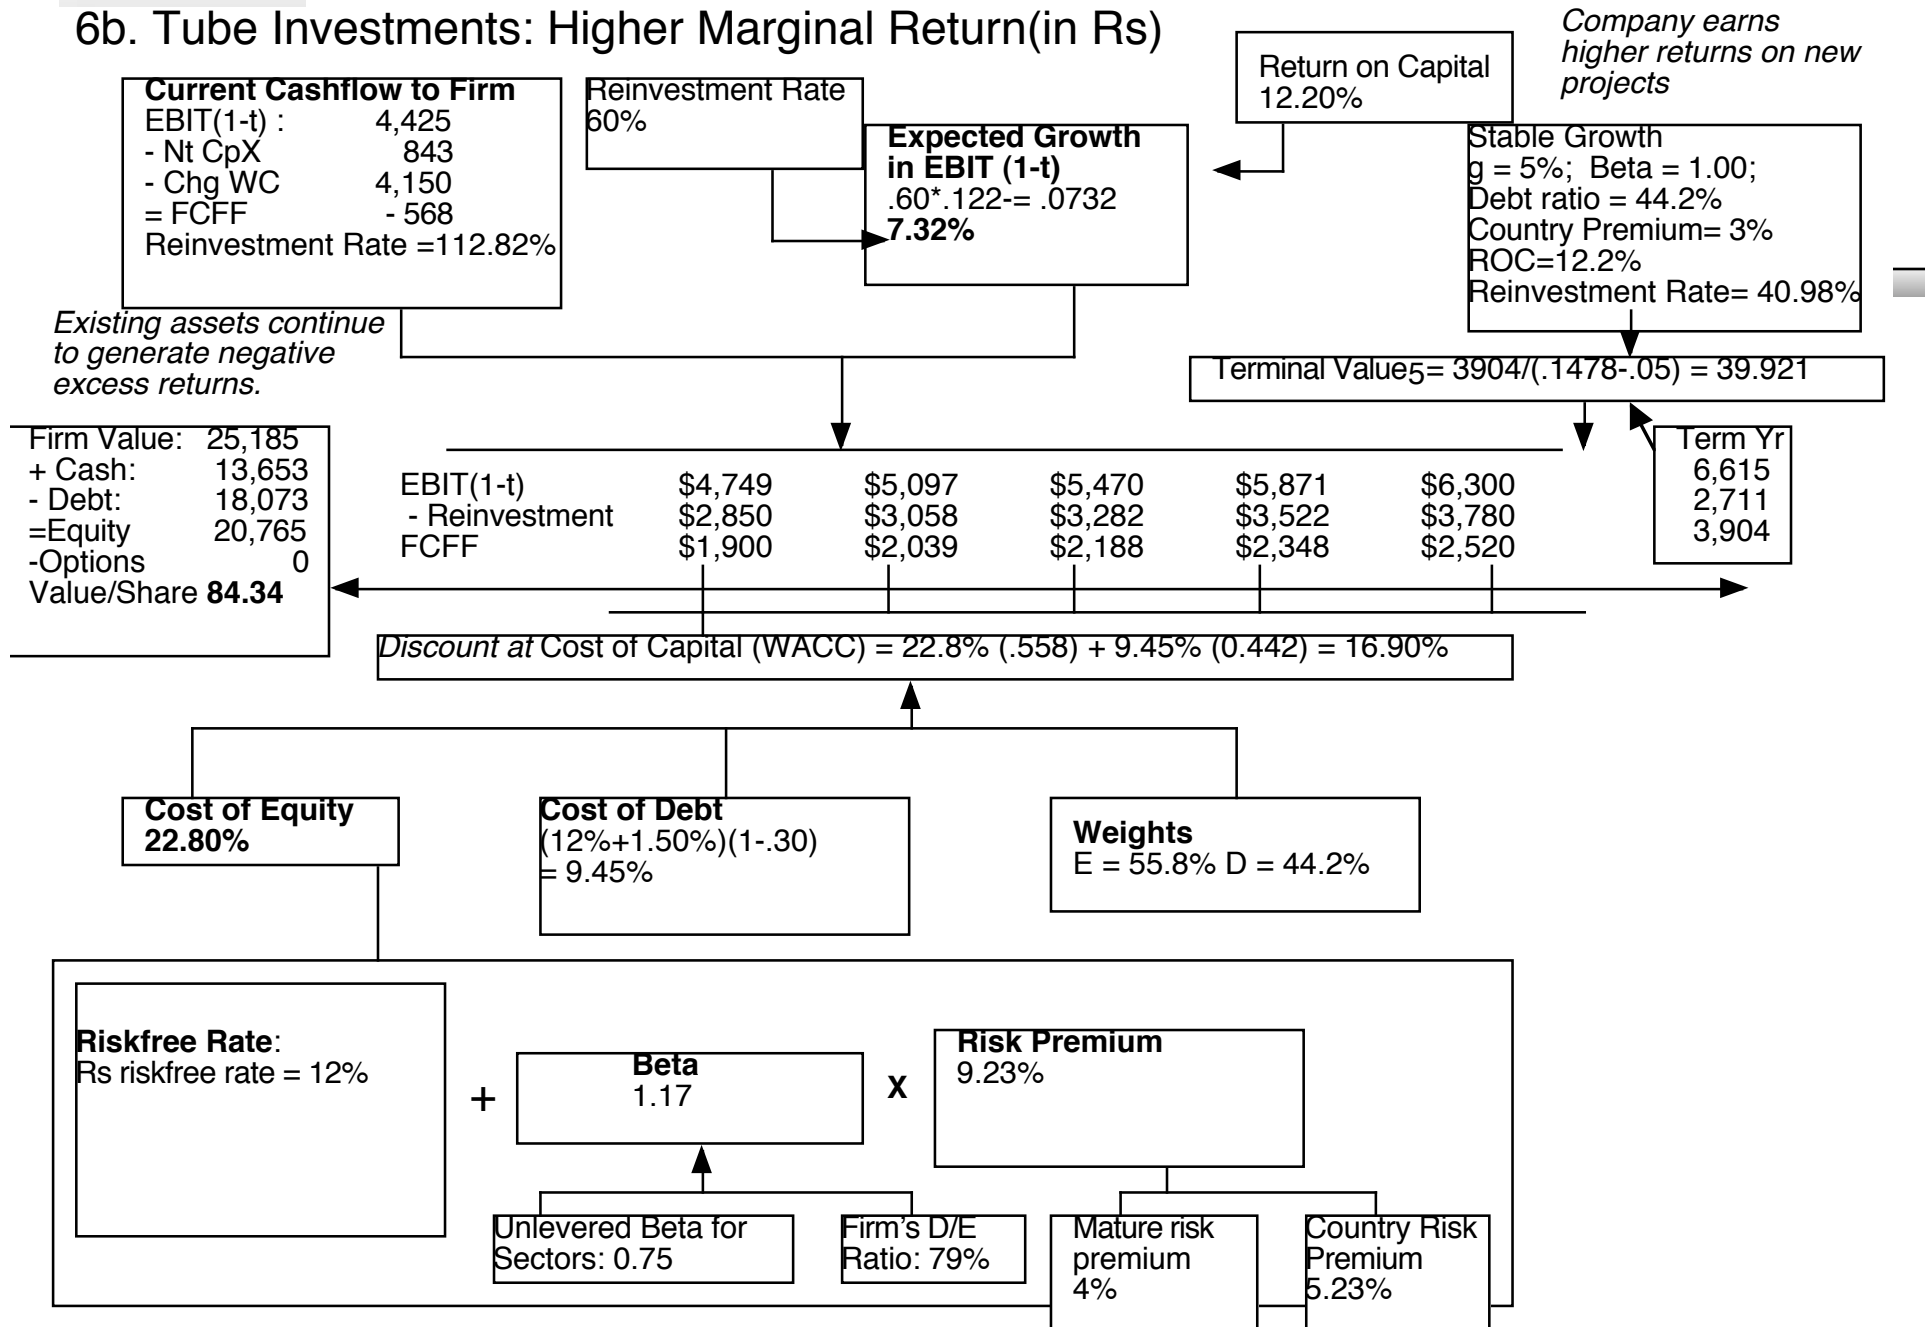 6b. Tube Investments: Higher Marginal Return(in Rs)
Company earns
higher returns on new
projects
Current Cashflow to Firm
EBIT(1-t) : 4,425
- Nt CpX 843
- Chg WC 4,150
= FCFF - 568
Reinvestment Rate =112.82%
Reinvestment Rate
60%
Expected Growth
in EBIT (1-t)
.60*.122-= .0732
7.32%
Return on Capital
12.20%
Stable Growth
g = 5%; Beta = 1.00;
Debt ratio = 44.2%
Country Premium= 3%
ROC=12.2%
Reinvestment Rate= 40.98%
Existing assets continue
to generate negative
excess returns.
Terminal Value5= 3904/(.1478-.05) = 39.921
Firm Value: 25,185
+ Cash: 13,653
- Debt: 18,073
=Equity 20,765
-Options 0
Value/Share 84.34
EBIT(1-t) $4,749 $5,097 $5,470 $5,871 $6,300
- Reinvestment $2,850 $3,058 $3,282 $3,522 $3,780
FCFF $1,900 $2,039 $2,188 $2,348 $2,520
Term Yr
6,615
2,711
3,904
Discount at Cost of Capital (WACC) = 22.8% (.558) + 9.45% (0.442) = 16.90%
Cost of Equity
22.80%
Cost of Debt
(12%+1.50%)(1-.30)
= 9.45%
Weights
E = 55.8% D = 44.2%
Riskfree Rate:
Rs riskfree rate = 12%
+
Beta
1.17
X
Risk Premium
9.23%
Unlevered Beta for
Sectors: 0.75
Firm's D/E
Ratio: 79%
Mature risk
premium
4%
Country Risk
Premium
5.23%